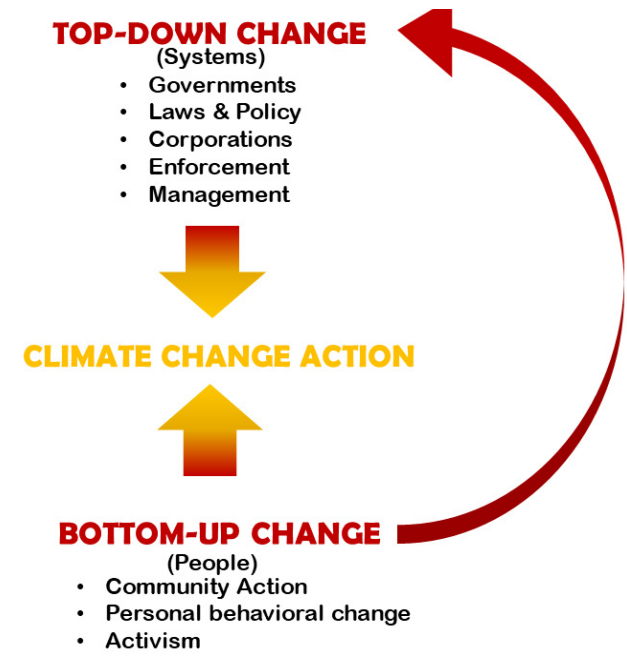 TOP-DOWN CHANGE
(Systems)
• Governments
• Laws & Policy
• Corporations
• Enforcement
• Management
CLIMATE CHANGE ACTION
BOTTOM-UP CHANGE
(People)
• Community Action
• Personal behavioral change
• Activism